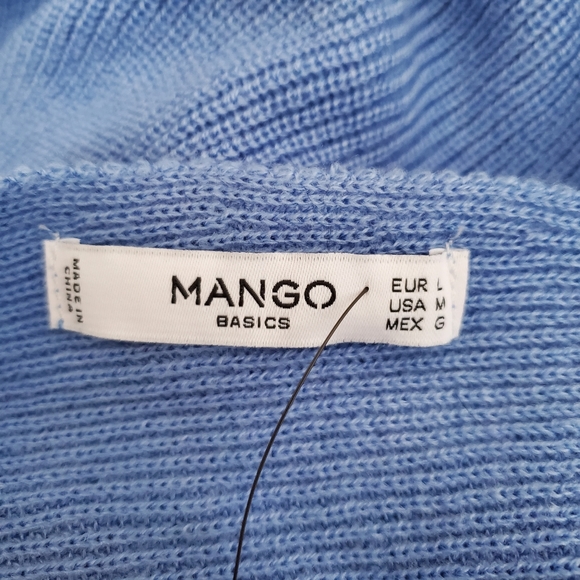 MADE IN
CHINA
MANGO
BASICS
EUR L
USA M
MEX G